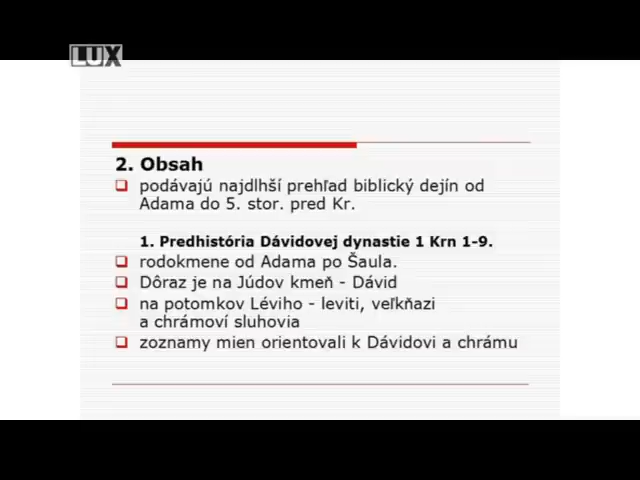 LUX
2. Obsah
podávajú najdlhší prehľad biblický dejín od
Adama do 5. stor. pred Kr.
1. Predhistória Dávidovej dynastie 1 Krn 1-9.
rodokmene od Adama po Šaula.
Dôraz je na Júdov kmeň - Dávid
na potomkov Léviho - leviti, veľkňazi
a chrámoví sluhovia
zoznamy mien orientovali k Dávidovi a chrámu